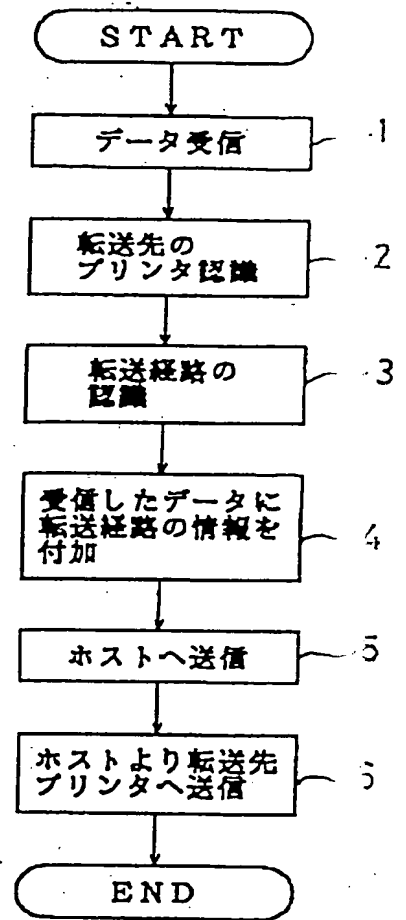 START
データ受信 1
転送先の
プリンタ認識 2
転送経路の 3
認識
受信したデータに
転送経路の情報を
付加 4
ホストへ送信 5
ホストより転送先
プリンタへ送信
END